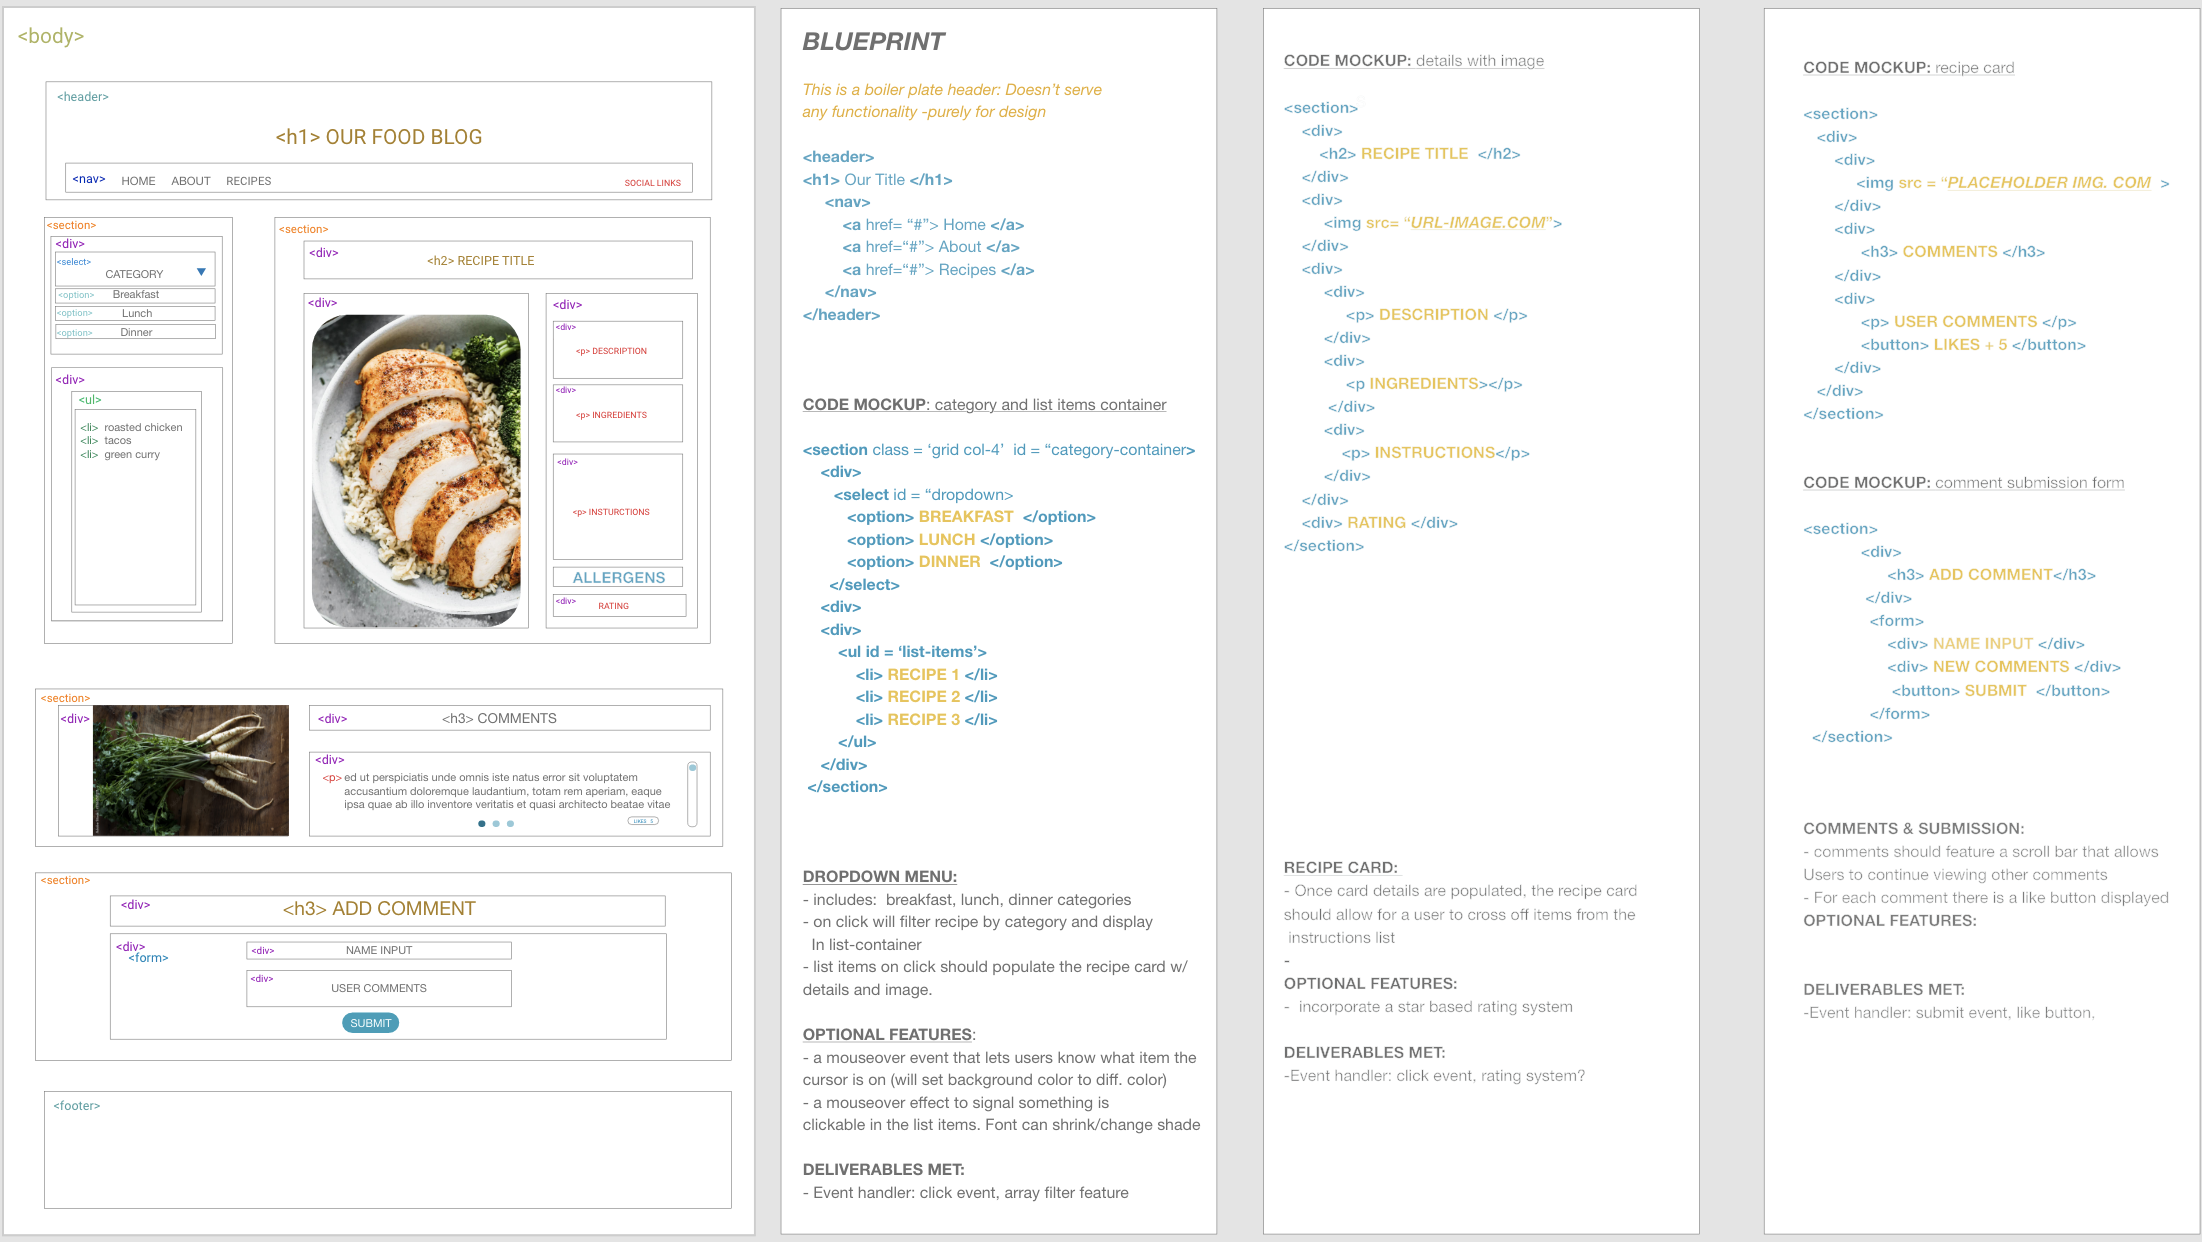 <body>
<header>
<h1> OUR FOOD BLOG
<nav> HOME ABOUT RECIPES SOCIAL LINKS
<section>
<div>
<select>
CATEGORY
<option> Breakfast
<option> Lunch
<option> Dinner
<div>
<ul>
<li> roasted chicken
<li> tacos
<li> green curry
<section>
<div> <h2> RECIPE TITLE
<div>
<div>
<div>
<p> DESCRIPTION
<div>
<p> INGREDIENTS
<div>
<p> INSTURCTIONS
ALLERGENS
<div> RATING
<section>
<div>
<div> <h3> COMMENTS
<div>
<p> ed ut perspiciatis unde omnis iste natus error sit voluptatem
accusantium doloremque laudantium, totam rem aperiam, eaque
ipsa quae ab illo inventore veritatis et quasi architecto beatae vitae
LIKES 5
<section>
<div> <h3> ADD COMMENT
<div>
<form>
<div> NAME INPUT
<div>
USER COMMENTS
SUBMIT
<footer>
BLUEPRINT
This is a boiler plate header: Doesn’t serve
any functionality -purely for design
<header>
<h1> Our Title </h1>
<nav>
<a href= “#”> Home </a>
<a href=“#”> About </a>
<a href=“#”> Recipes </a>
</nav>
</header>
CODE MOCKUP: category and list items container
<section class = ‘grid col-4’ id = “category-container>
<div>
<select id = “dropdown>
<option> BREAKFAST </option>
<option> LUNCH </option>
<option> DINNER </option>
</select>
<div>
<div>
<ul id = ‘list-items’>
<li> RECIPE 1 </li>
<li> RECIPE 2 </li>
<li> RECIPE 3 </li>
</ul>
</div>
</section>
DROPDOWN MENU:
- includes: breakfast, lunch, dinner categories
- on click will filter recipe by category and display
In list-container
- list items on click should populate the recipe card w/
details and image.
OPTIONAL FEATURES:
- a mouseover event that lets users know what item the
cursor is on (will set background color to diff. color)
- a mouseover effect to signal something is
clickable in the list items. Font can shrink/change shade
DELIVERABLES MET:
- Event handler: click event, array filter feature
CODE MOCKUP: details with image
<section>
<div>
<h2> RECIPE TITLE </h2>
</div>
<div>
<img src= “URL-IMAGE.COM”>
</div>
<div>
<div>
<p> DESCRIPTION </p>
</div>
<div>
<p INGREDIENTS></p>
</div>
<div>
<p> INSTRUCTIONS</p>
</div>
</div>
<div> RATING </div>
</section>
RECIPE CARD:
- Once card details are populated, the recipe card
should allow for a user to cross off items from the
instructions list
-
OPTIONAL FEATURES:
- incorporate a star based rating system
DELIVERABLES MET:
-Event handler: click event, rating system?
CODE MOCKUP: recipe card
<section>
<div>
<div>
<img src = “PLACEHOLDER IMG. COM >
</div>
<div>
<h3> COMMENTS </h3>
</div>
<div>
<p> USER COMMENTS </p>
<button> LIKES + 5 </button>
</div>
</div>
</section>
CODE MOCKUP: comment submission form
<section>
<div>
<h3> ADD COMMENT</h3>
</div>
<form>
<div> NAME INPUT </div>
<div> NEW COMMENTS </div>
<button> SUBMIT </button>
</form>
</section>
COMMENTS & SUBMISSION:
- comments should feature a scroll bar that allows
Users to continue viewing other comments
- For each comment there is a like button displayed
OPTIONAL FEATURES:
DELIVERABLES MET:
-Event handler: submit event, like button,